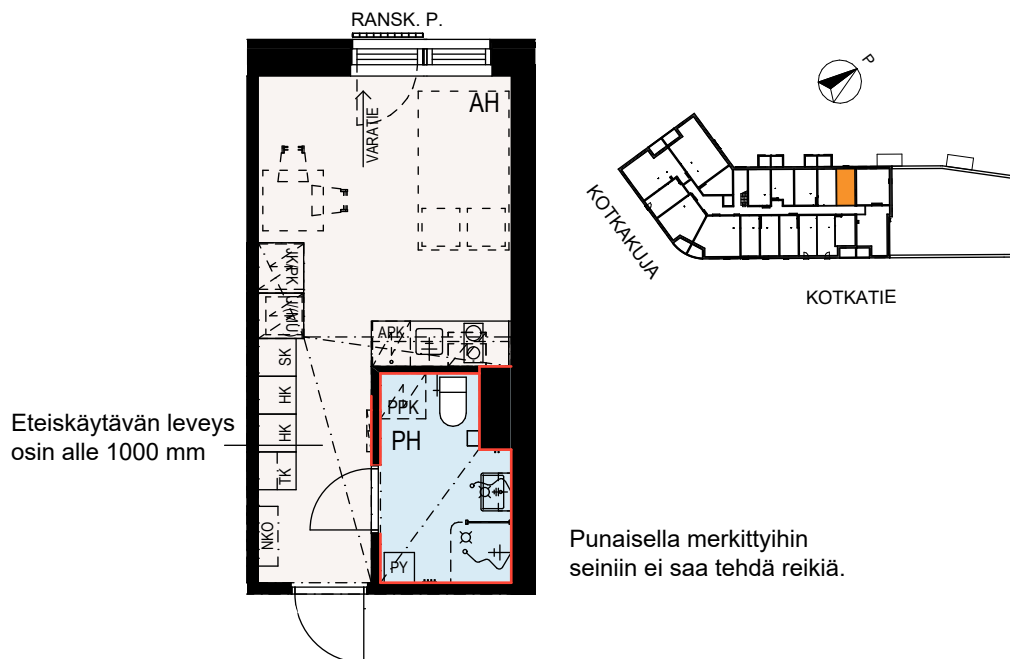 RANSK. P.
P
AH
VARATIE
KOTKAKUJA
KOTKATIE
JK/PK
APK
SK
HK
HK
TK
NKO
PPK
PH
PY
Eteiskäytävän leveys
osin alle 1000 mm
Punaisella merkittyihin
seiniin ei saa tehdä reikiä.